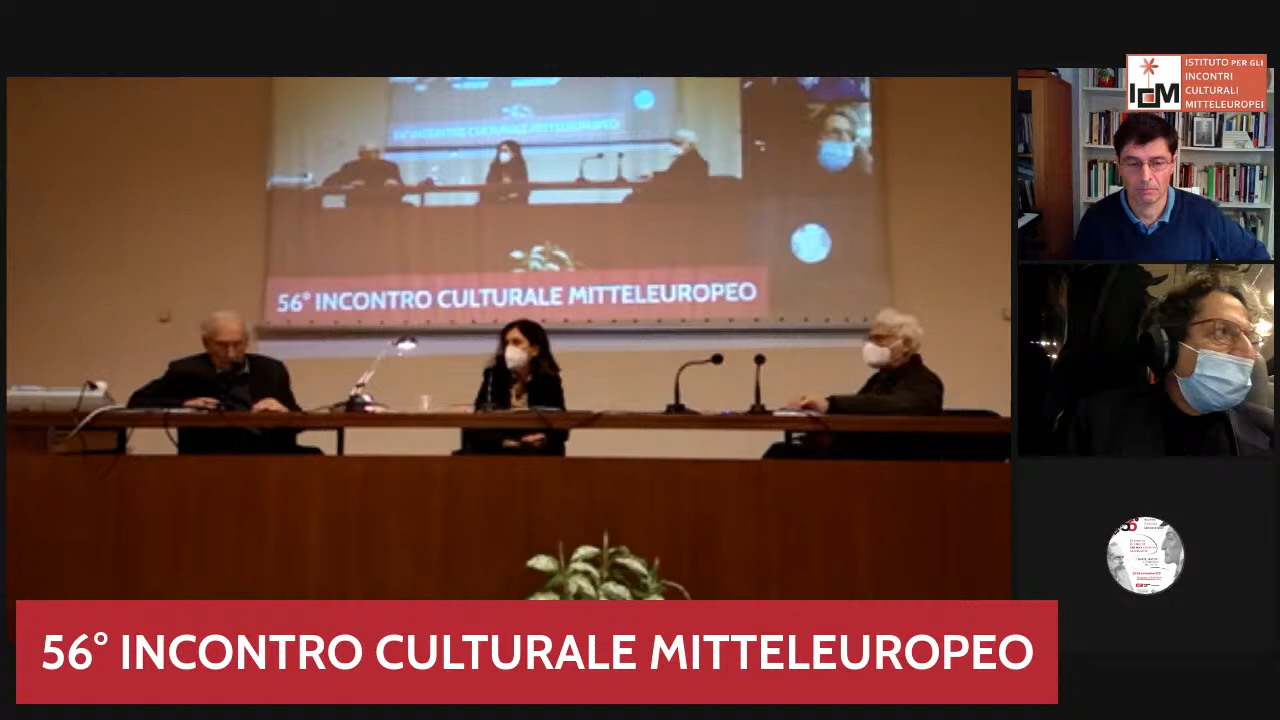 ISTITUTO PER GLI
INCONTRI
CULTURALI
MITTELEUROPEI
ICM
56° INCONTRO CULTURALE MITTELEUROPEO
56° INCONTRO CULTURALE MITTELEUROPEO
56° INCONTRO CULTURALE MITTELEUROPEO